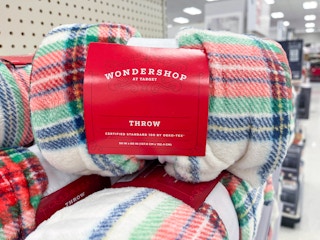 WONDERSHOP
AT TARGET
THROW
CERTIFIED STANDARD 100 BY OEKO-TEX®
THROW